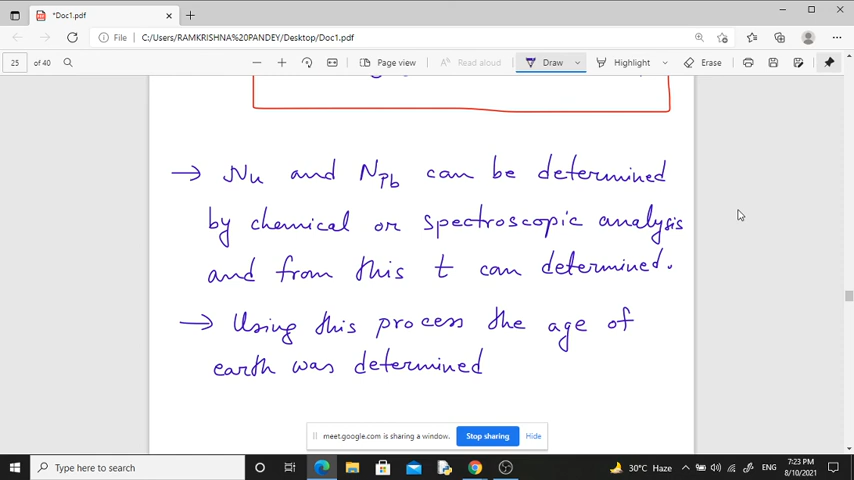 *Doc1.pdf
File C:/Users/RAMKRISHNA%20PANDEY/Desktop/Doc1.pdf
25 of 40 Page view Read aloud Draw Highlight Erase
→ Nu and NPb can be determined
by chemical or spectroscopic analysis
and from this t can determined.
→ Using this process the age of
earth was determined
meet.google.com is sharing a window. Stop sharing Hide
Type here to search 30°C Haze ENG 7:23 PM
8/10/2021